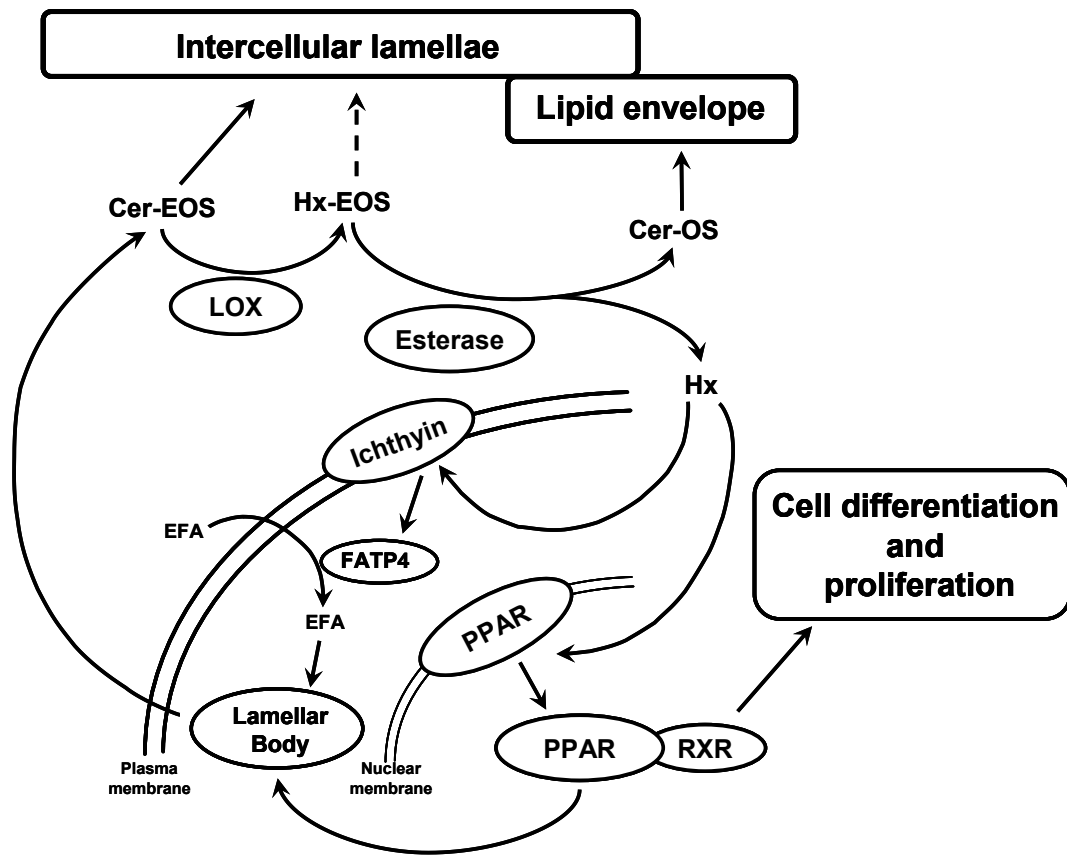 Intercellular lamellae
Lipid envelope
Cer-EOS
Hx-EOS
Cer-OS
LOX
Esterase
Hx
Ichthyin
EFA
FATP4
EFA
Cell differentiation
and
proliferation
PPAR
Lamellar
Body
PPAR
RXR
Plasma
membrane
Nuclear
membrane